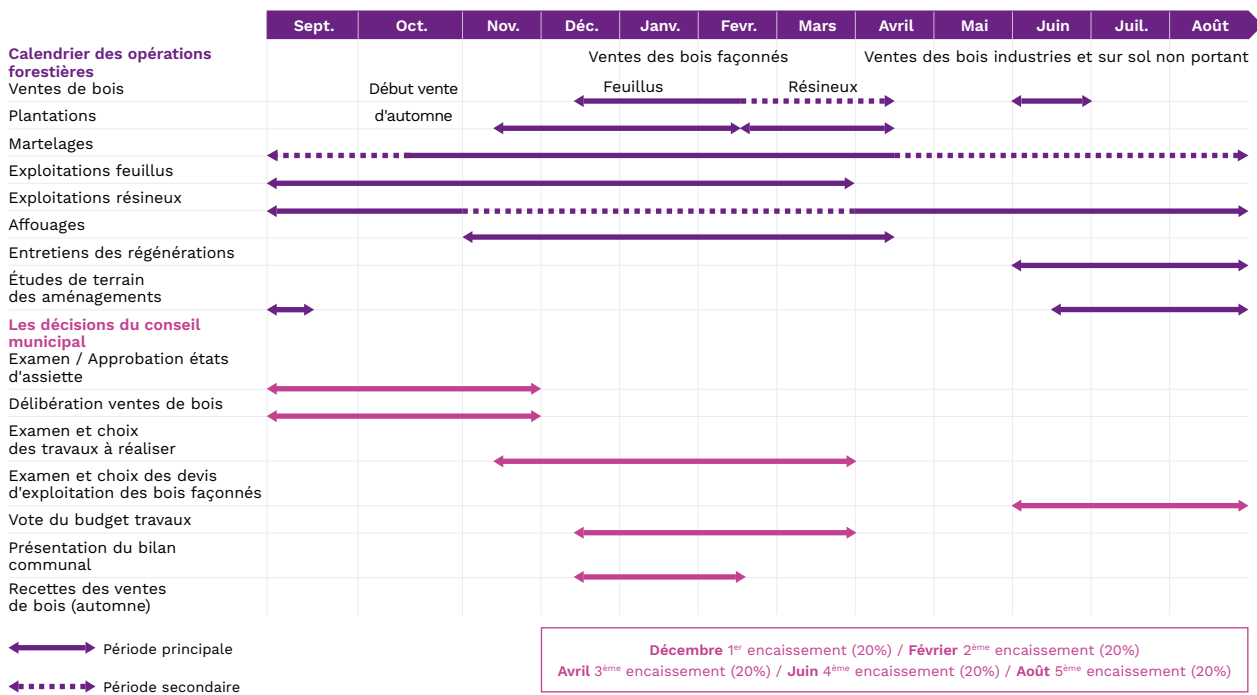 Sept. Oct. Nov. Déc. Janv. Fevr. Mars Avril Mai Juin Juil. Août
Calendrier des opérations
forestières
Ventes des bois façonnés
Ventes des bois industries et sur sol non portant
Ventes de bois
Début vente
Feuillus
Résineux
Plantations
d'automne
Martelages
Exploitations feuillus
Exploitations résineux
Affouages
Entretiens des régénérations
Études de terrain
des aménagements
Les décisions du conseil
municipal
Examen / Approbation états
d'assiette
Délibération ventes de bois
Examen et choix
des travaux à réaliser
Examen et choix des devis
d'exploitation des bois façonnés
Vote du budget travaux
Présentation du bilan
communal
Recettes des ventes
de bois (automne)
Période principale
Période secondaire
Décembre 1er encaissement (20%) / Février 2ème encaissement (20%)
Avril 3ème encaissement (20%) / Juin 4ème encaissement (20%) / Août 5ème encaissement (20%)